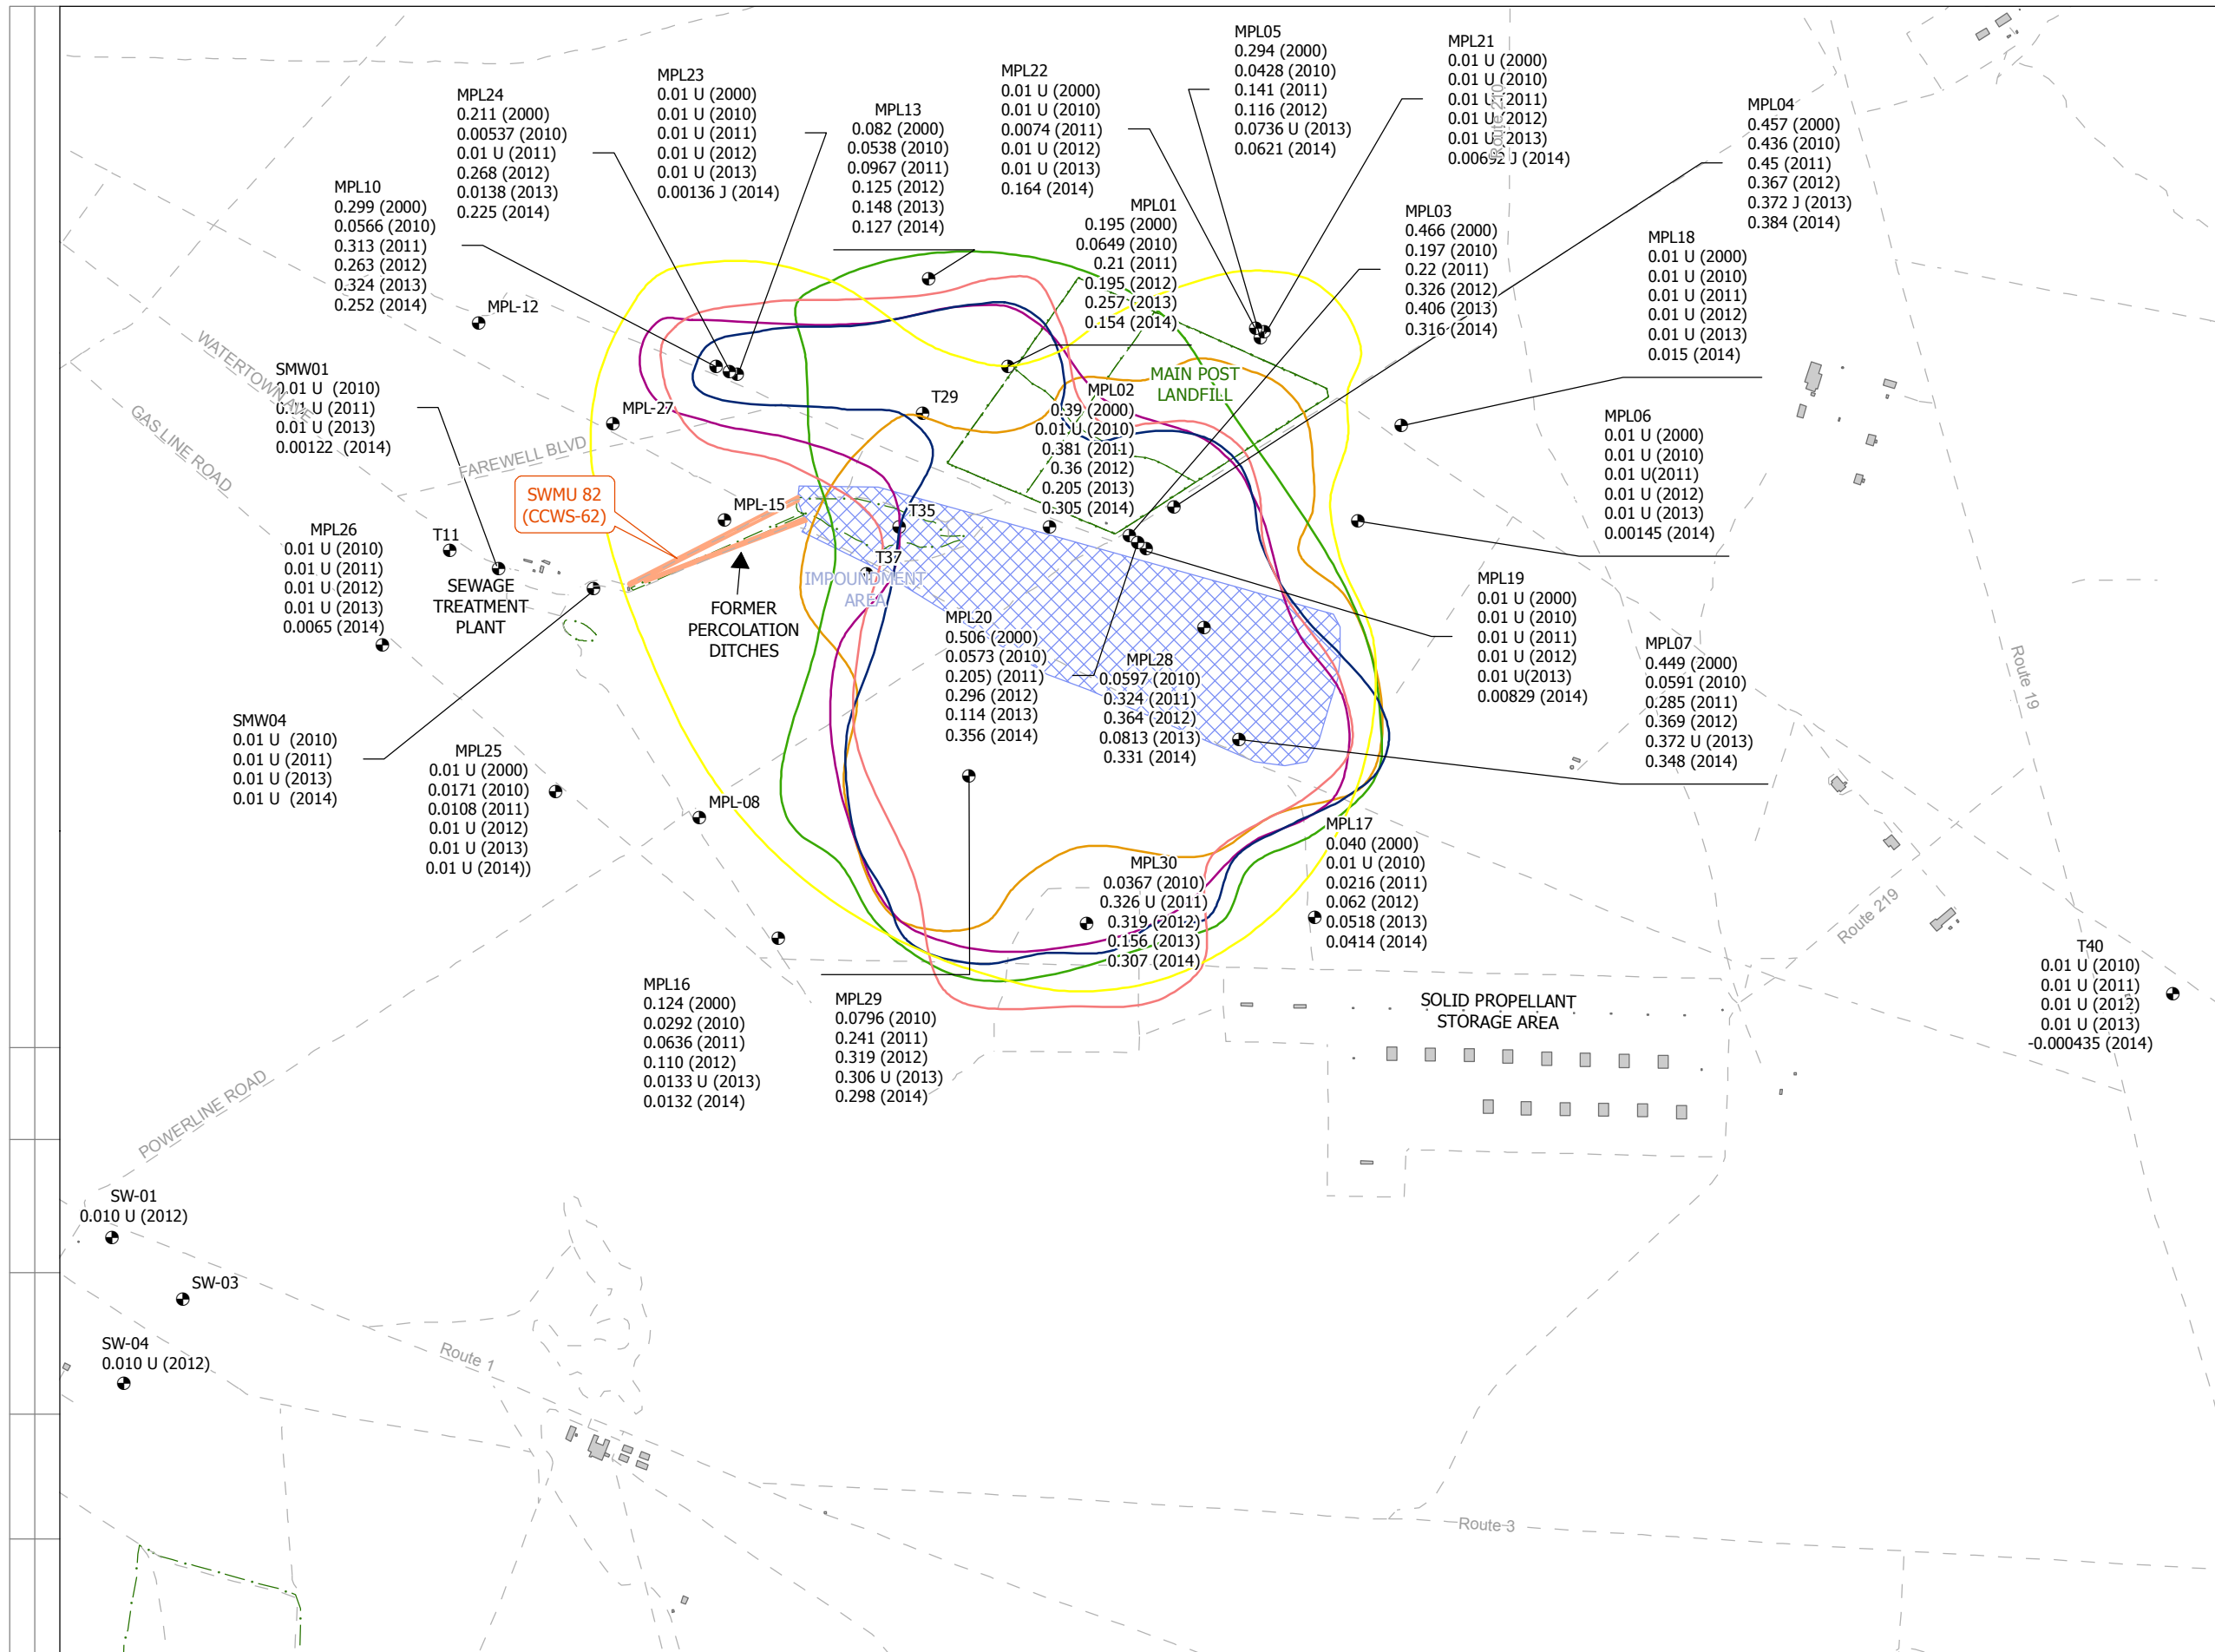 MPL05
0.294 (2000)
0.0428 (2010)
0.141 (2011)
0.116 (2012)
0.0736 U (2013)
0.0621 (2014)
MPL21
0.01 U (2000)
0.01 U (2010)
0.01 U (2011)
0.01 U (2012)
0.01 U (2013)
0.00692 J (2014)
Route 210
MPL22
0.01 U (2000)
0.01 U (2010)
0.0074 (2011)
0.01 U (2012)
0.01 U (2013)
0.164 (2014)
MPL23
0.01 U (2000)
0.01 U (2010)
0.01 U (2011)
0.01 U (2012)
0.01 U (2013)
0.00136 J (2014)
MPL24
0.211 (2000)
0.00537 (2010)
0.01 U (2011)
0.268 (2012)
0.0138 (2013)
0.225 (2014)
MPL13
0.082 (2000)
0.0538 (2010)
0.0967 (2011)
0.125 (2012)
0.148 (2013)
0.127 (2014)
MPL04
0.457 (2000)
0.436 (2010)
0.45 (2011)
0.367 (2012)
0.372 J (2013)
0.384 (2014)
MPL10
0.299 (2000)
0.0566 (2010)
0.313 (2011)
0.263 (2012)
0.324 (2013)
0.252 (2014)
MPL01
0.195 (2000)
0.0649 (2010)
0.21 (2011)
0.195 (2012)
0.257 (2013)
0.154 (2014)
MPL03
0.466 (2000)
0.197 (2010)
0.22 (2011)
0.326 (2012)
0.406 (2013)
0.316 (2014)
MPL18
0.01 U (2000)
0.01 U (2010)
0.01 U (2011)
0.01 U (2012)
0.01 U (2013)
0.015 (2014)
MPL-12
WATERTOWN AVE
SMW01
0.01 U (2010)
0.01 U (2011)
0.01 U (2013)
0.00122 (2014)
GAS LINE ROAD
MPL-27
T29
MAIN POST
LANDFILL
MPL02
0.39 (2000)
0.01 U (2010)
0.381 (2011)
0.36 (2012)
0.205 (2013)
0.305 (2014)
MPL06
0.01 U (2000)
0.01 U (2010)
0.01 U(2011)
0.01 U (2012)
0.01 U (2013)
0.00145 (2014)
FAREWELL BLVD
SWMU 82
(CCWS-62)
MPL-15
T35
T11
T37
IMPOUNDMENT
AREA
MPL26
0.01 U (2010)
0.01 U (2011)
0.01 U (2012)
0.01 U (2013)
0.0065 (2014)
SEWAGE
TREATMENT
PLANT
FORMER
PERCOLATION
DITCHES
MPL19
0.01 U (2000)
0.01 U (2010)
0.01 U (2011)
0.01 U (2012)
0.01 U(2013)
0.00829 (2014)
MPL20
0.506 (2000)
0.0573 (2010)
0.205) (2011)
0.296 (2012)
0.114 (2013)
0.356 (2014)
MPL28
0.0597 (2010)
0.324 (2011)
0.364 (2012)
0.0813 (2013)
0.331 (2014)
MPL07
0.449 (2000)
0.0591 (2010)
0.285 (2011)
0.369 (2012)
0.372 U (2013)
0.348 (2014)
Route 19
SMW04
0.01 U (2010)
0.01 U (2011)
0.01 U (2013)
0.01 U (2014)
MPL25
0.01 U (2000)
0.0171 (2010)
0.0108 (2011)
0.01 U (2012)
0.01 U (2013)
0.01 U (2014))
MPL-08
MPL17
0.040 (2000)
0.01 U (2010)
0.0216 (2011)
0.062 (2012)
0.0518 (2013)
0.0414 (2014)
MPL30
0.0367 (2010)
0.326 U (2011)
0.319 (2012)
0.156 (2013)
0.307 (2014)
Route 219
T40
0.01 U (2010)
0.01 U (2011)
0.01 U (2012)
0.01 U (2013)
-0.000435 (2014)
MPL16
0.124 (2000)
0.0292 (2010)
0.0636 (2011)
0.110 (2012)
0.0133 U (2013)
0.0132 (2014)
MPL29
0.0796 (2010)
0.241 (2011)
0.319 (2012)
0.306 U (2013)
0.298 (2014)
SOLID PROPELLANT
STORAGE AREA
POWERLINE ROAD
SW-01
0.010 U (2012)
SW-03
SW-04
0.010 U (2012)
Route 1
Route 3